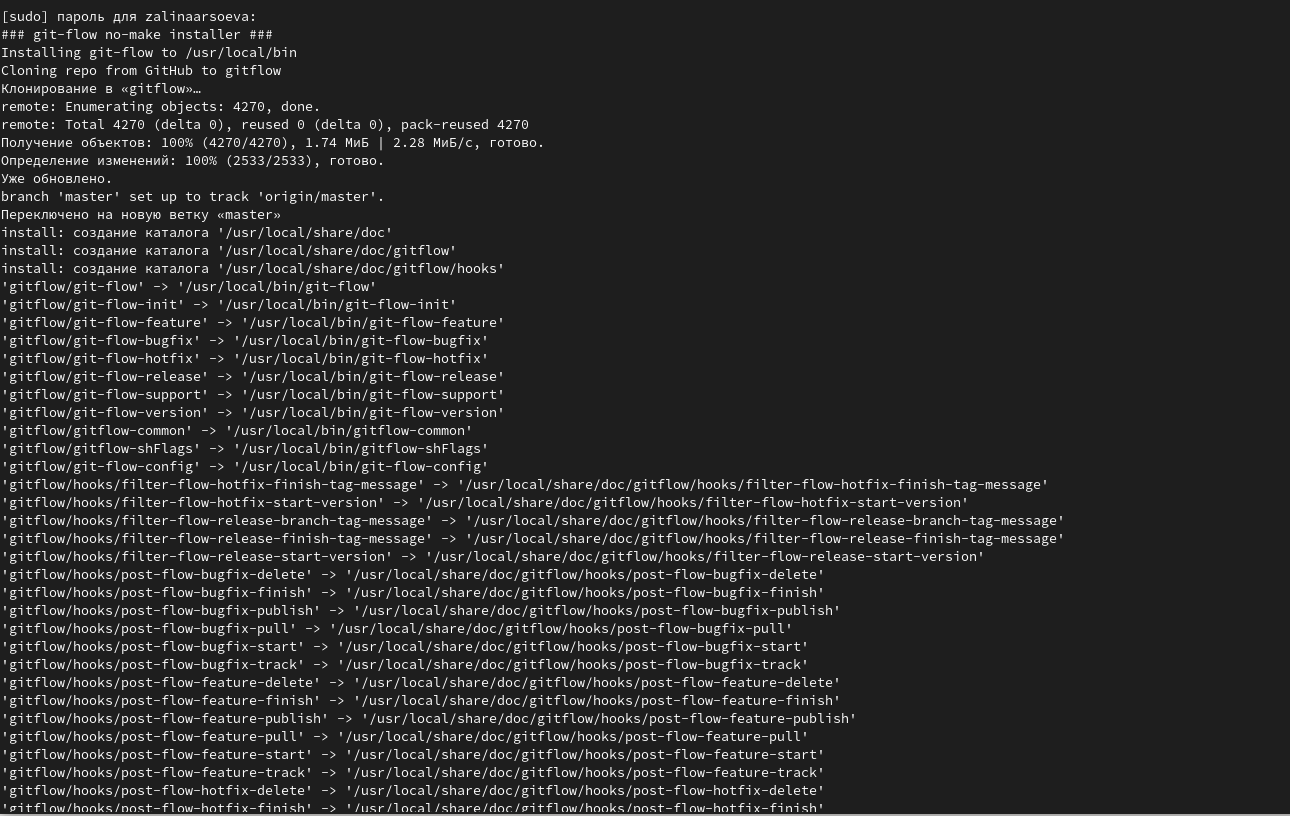 [sudo] пароль для zalinaarsoeva:
### git-flow no-make installer ###
Installing git-flow to /usr/local/bin
Cloning repo from GitHub to gitflow
Клонирование в «gitflow»…
remote: Enumerating objects: 4270, done.
remote: Total 4270 (delta 0), reused 0 (delta 0), pack-reused 4270
Получение объектов: 100% (4270/4270), 1.74 МиБ | 2.28 МиБ/с, готово.
Определение изменений: 100% (2533/2533), готово.
Уже обновлено.
branch 'master' set up to track 'origin/master'.
Переключено на новую ветку «master»
install: создание каталога '/usr/local/share/doc'
install: создание каталога '/usr/local/share/doc/gitflow'
install: создание каталога '/usr/local/share/doc/gitflow/hooks'
'gitflow/git-flow' -> '/usr/local/bin/git-flow'
'gitflow/git-flow-init' -> '/usr/local/bin/git-flow-init'
'gitflow/git-flow-feature' -> '/usr/local/bin/git-flow-feature'
'gitflow/git-flow-bugfix' -> '/usr/local/bin/git-flow-bugfix'
'gitflow/git-flow-hotfix' -> '/usr/local/bin/git-flow-hotfix'
'gitflow/git-flow-release' -> '/usr/local/bin/git-flow-release'
'gitflow/git-flow-support' -> '/usr/local/bin/git-flow-support'
'gitflow/git-flow-version' -> '/usr/local/bin/git-flow-version'
'gitflow/gitflow-common' -> '/usr/local/bin/gitflow-common'
'gitflow/gitflow-shFlags' -> '/usr/local/bin/gitflow-shFlags'
'gitflow/git-flow-config' -> '/usr/local/bin/git-flow-config'
'gitflow/hooks/filter-flow-hotfix-finish-tag-message' -> '/usr/local/share/doc/gitflow/hooks/filter-flow-hotfix-finish-tag-message'
'gitflow/hooks/filter-flow-hotfix-start-version' -> '/usr/local/share/doc/gitflow/hooks/filter-flow-hotfix-start-version'
'gitflow/hooks/filter-flow-release-branch-tag-message' -> '/usr/local/share/doc/gitflow/hooks/filter-flow-release-branch-tag-message'
'gitflow/hooks/filter-flow-release-finish-tag-message' -> '/usr/local/share/doc/gitflow/hooks/filter-flow-release-finish-tag-message'
'gitflow/hooks/filter-flow-release-start-version' -> '/usr/local/share/doc/gitflow/hooks/filter-flow-release-start-version'
'gitflow/hooks/post-flow-bugfix-delete' -> '/usr/local/share/doc/gitflow/hooks/post-flow-bugfix-delete'
'gitflow/hooks/post-flow-bugfix-finish' -> '/usr/local/share/doc/gitflow/hooks/post-flow-bugfix-finish'
'gitflow/hooks/post-flow-bugfix-publish' -> '/usr/local/share/doc/gitflow/hooks/post-flow-bugfix-publish'
'gitflow/hooks/post-flow-bugfix-pull' -> '/usr/local/share/doc/gitflow/hooks/post-flow-bugfix-pull'
'gitflow/hooks/post-flow-bugfix-start' -> '/usr/local/share/doc/gitflow/hooks/post-flow-bugfix-start'
'gitflow/hooks/post-flow-bugfix-track' -> '/usr/local/share/doc/gitflow/hooks/post-flow-bugfix-track'
'gitflow/hooks/post-flow-feature-delete' -> '/usr/local/share/doc/gitflow/hooks/post-flow-feature-delete'
'gitflow/hooks/post-flow-feature-finish' -> '/usr/local/share/doc/gitflow/hooks/post-flow-feature-finish'
'gitflow/hooks/post-flow-feature-publish' -> '/usr/local/share/doc/gitflow/hooks/post-flow-feature-publish'
'gitflow/hooks/post-flow-feature-pull' -> '/usr/local/share/doc/gitflow/hooks/post-flow-feature-pull'
'gitflow/hooks/post-flow-feature-start' -> '/usr/local/share/doc/gitflow/hooks/post-flow-feature-start'
'gitflow/hooks/post-flow-feature-track' -> '/usr/local/share/doc/gitflow/hooks/post-flow-feature-track'
'gitflow/hooks/post-flow-hotfix-delete' -> '/usr/local/share/doc/gitflow/hooks/post-flow-hotfix-delete'
'gitflow/hooks/post-flow-hotfix-finish' -> '/usr/local/share/doc/gitflow/hooks/post-flow-hotfix-finish'